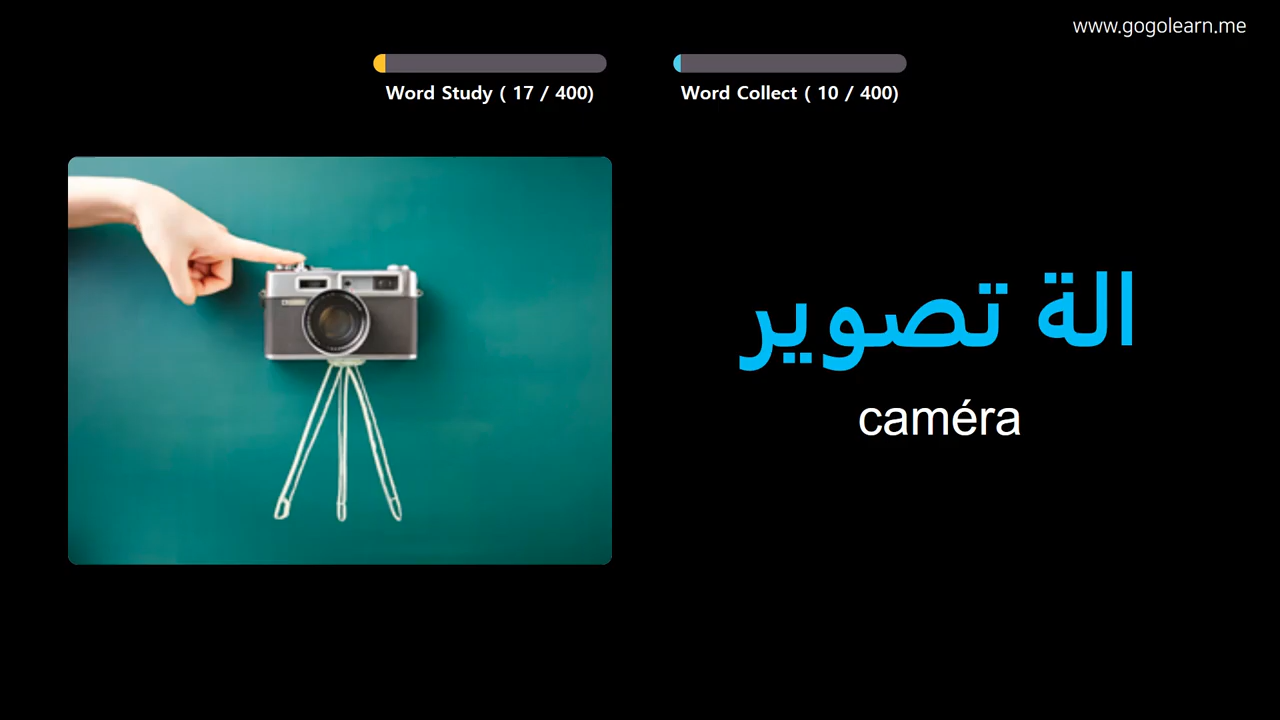 www.gogolearn.me
Word Study ( 17 / 400)
Word Collect ( 10 / 400)
الة تصوير
caméra